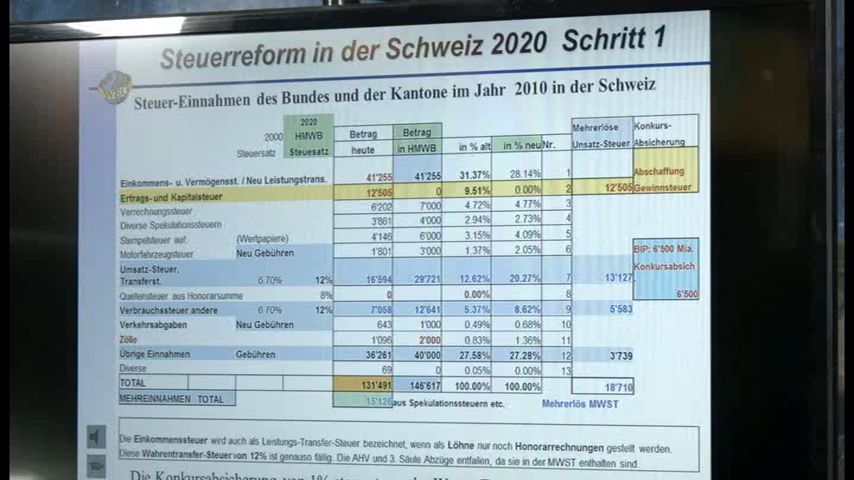 Steuerreform in der Schweiz 2020 Schritt 1
WEG
Steuer-Einnahmen des Bundes und der Kantone im Jahr 2010 in der Schweiz
2000 Steuersatz 2020 HMWB Steuesatz Betrag heute Betrag in HMWB in % alt in % neu Nr. Mehrerlöse Umsatz-Steuer Konkurs-Absicherung
Einkommens- u. Vermögensst. / Neu Leistungtrans. 41'255 41'255 31.37% 28.14% 1 Abschaffung
Ertrags- und Kapitalsteuer 12'505 0 9.51% 0.00% 2 12'505 Gewinnsteuer
Verrechnungssteuer 6'202 7'000 4.72% 4.77% 3
Diverse Spekulationssteuern 3'861 4'000 2.94% 2.73% 4
Stempelsteuer auf: (Wertpapiere) 4'146 6'000 3.15% 4.09% 5
Motorfahrzeugsteuer Neu Gebühren 1'801 3'000 1.37% 2.05% 6 BIP: 6'500 Mia.
Umsatz-Steuer, Transferst. 6.70% 12% 16'594 29'721 12.62% 20.27% 7 13'127 Konkursabsich
Quellensteuer aus Honorarsumme 8% 0 0.00% 8 6'500
Verbrauchssteuer andere 6.70% 12% 7'058 12'641 5.37% 8.62% 9 5'583
Verkehrsabgaben Neu Gebühren 643 1'000 0.49% 0.68% 10
Zölle 1'096 2'000 0.83% 1.36% 11
Übrige Einnahmen Gebühren 36'261 40'000 27.58% 27.28% 12 3'739
Diverse 69 0 0.05% 0.00% 13
TOTAL 131'491 146'617 100.00% 100.00% 18'710
MEHREINNAHMEN TOTAL 15'126 aus Spekulationssteuern etc. Mehrerlös MWST
Die Einkommenssteuer wird auch als Leistungs-Transfer-Steuer bezeichnet, wenn als Löhne nur noch Honorarrechnungen gestellt werden.
Diese Wahrentransfer-Steuer von 12% ist genauso fällig. Die AHV und 3. Säule Abzüge entfallen, da sie in der MWST enthalten sind.
Die Konkursabsicherung von 1%